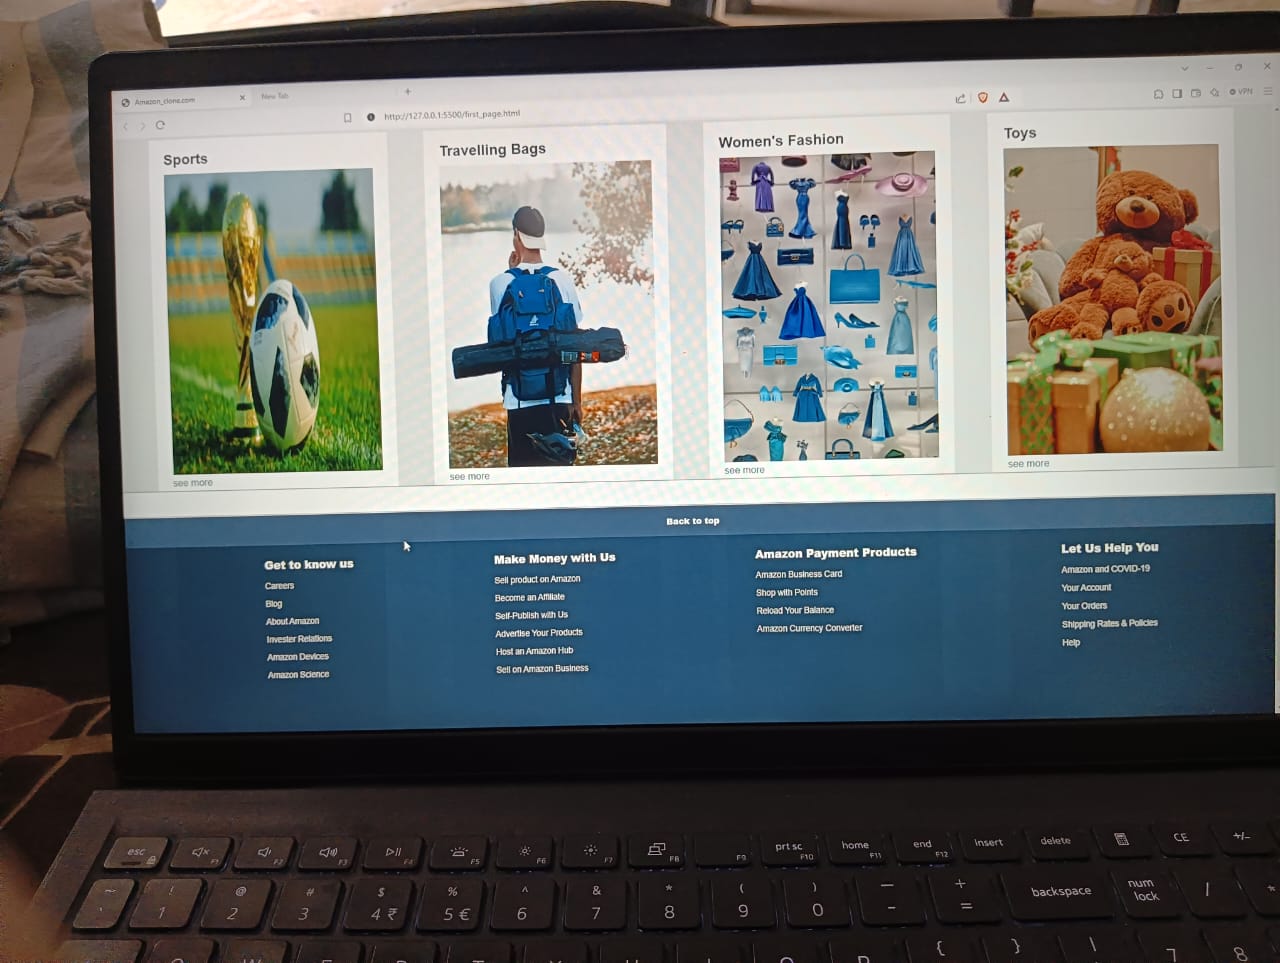 Amazon_clone.com
New Tab
http://127.0.0.1:5500/first_page.html
VPN
Sports
Travelling Bags
Women's Fashion
Toys
see more
see more
see more
see more
Back to top
Get to know us
Careers
Blog
About Amazon
Invester Relations
Amazon Devices
Amazon Science
Make Money with Us
Sell product on Amazon
Become an Affiliate
Self-Publish with Us
Advertise Your Products
Host an Amazon Hub
Sell on Amazon Business
Amazon Payment Products
Amazon Business Card
Shop with Points
Reload Your Balance
Amazon Currency Converter
Let Us Help You
Amazon and COVID-19
Your Account
Your Orders
Shipping Rates & Policies
Help
esc F1 F2 F3 F4 F5 F6 F7 F8 F9 prt sc F10 home F11 end F12 insert delete CE +/-
~ ` ! 1 @ 2 # 3 $ 4 ₹ % 5 € ^ 6 & 7 * 8 ( 9 ) 0 — - + = backspace num lock / *
{ } | 7 8